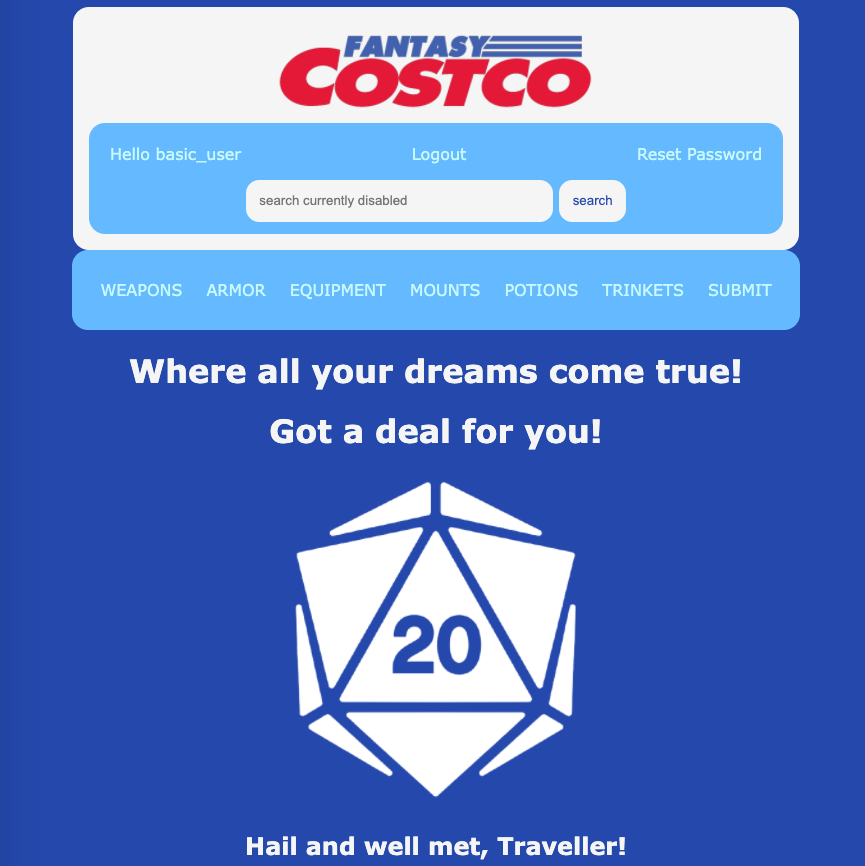 FANTASY
COSTCO
Hello basic_user Logout Reset Password
search currently disabled search
WEAPONS ARMOR EQUIPMENT MOUNTS POTIONS TRINKETS SUBMIT
Where all your dreams come true!
Got a deal for you!
20
Hail and well met, Traveller!